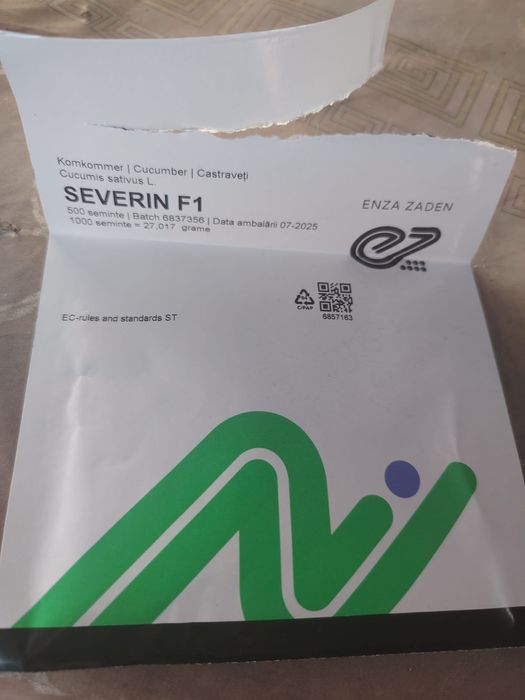 Komkommer | Cucumber | Castraveți
Cucumis sativus L.
SEVERIN F1
500 seminte | Batch 6837356 | Data ambalării 07-2025
1000 seminte = 27,017 grame
ENZA ZADEN
EC-rules and standards ST
C/PAP
6857163